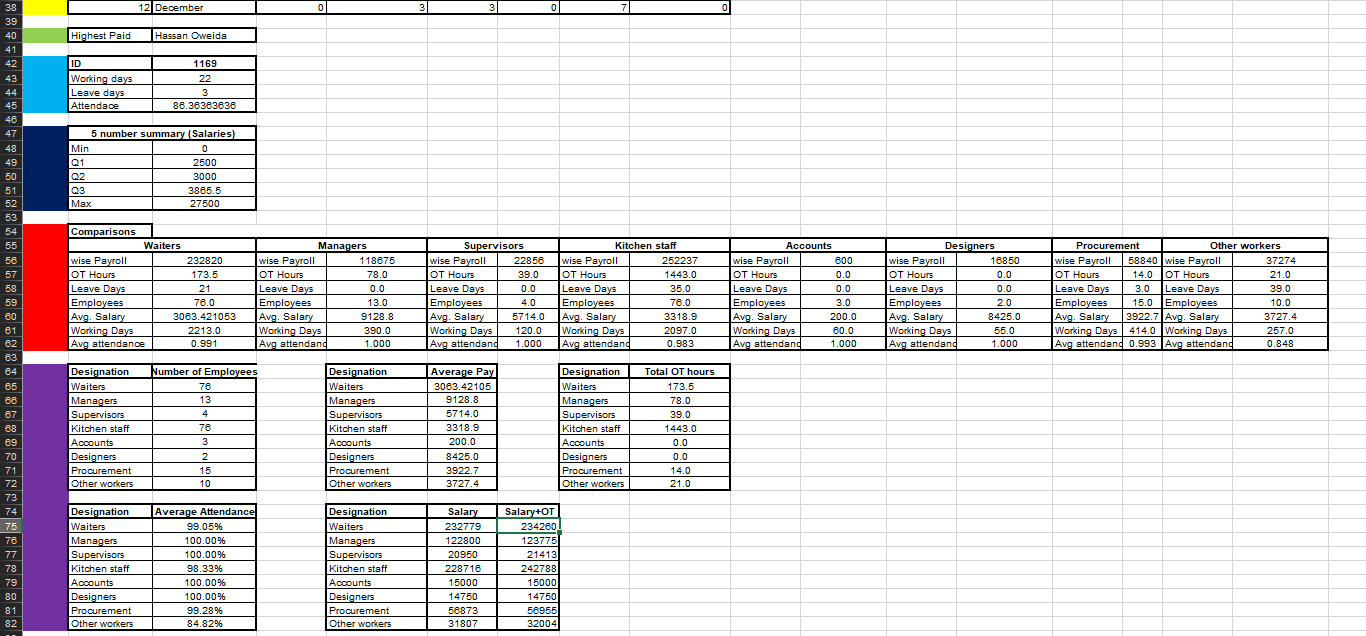 38 12 December 0 3 3 0 7 0
39
40 Highest Paid Hassan Oweida
41
42 ID 1169
43 Working days 22
44 Leave days 3
45 Attendace 86.36363636
46
47 5 number summary (Salaries)
48 Min 0
49 Q1 2500
50 Q2 3000
51 Q3 3865.5
52 Max 27500
53
54 Comparisons
55 Waiters Managers Supervisors Kitchen staff Accounts Designers Procurement Other workers
56 wise Payroll 232820 wise Payroll 118675 wise Payroll 22856 wise Payroll 252237 wise Payroll 600 wise Payroll 16850 wise Payroll 58840 wise Payroll 37274
57 OT Hours 173.5 OT Hours 78.0 OT Hours 39.0 OT Hours 1443.0 OT Hours 0.0 OT Hours 0.0 OT Hours 14.0 OT Hours 21.0
58 Leave Days 21 Leave Days 0.0 Leave Days 0.0 Leave Days 35.0 Leave Days 0.0 Leave Days 0.0 Leave Days 3.0 Leave Days 39.0
59 Employees 76.0 Employees 13.0 Employees 4.0 Employees 76.0 Employees 3.0 Employees 2.0 Employees 15.0 Employees 10.0
60 Avg. Salary 3063.421053 Avg. Salary 9128.8 Avg. Salary 5714.0 Avg. Salary 3318.9 Avg. Salary 200.0 Avg. Salary 8425.0 Avg. Salary 3922.7 Avg. Salary 3727.4
61 Working Days 2213.0 Working Days 390.0 Working Days 120.0 Working Days 2097.0 Working Days 60.0 Working Days 55.0 Working Days 414.0 Working Days 257.0
62 Avg attendance 0.991 Avg attendanc 1.000 Avg attendanc 1.000 Avg attendanc 0.983 Avg attendanc 1.000 Avg attendanc 1.000 Avg attendanc 0.993 Avg attendanc 0.848
63
64 Designation Number of Employees Designation Average Pay Designation Total OT hours
65 Waiters 76 Waiters 3063.42105 Waiters 173.5
66 Managers 13 Managers 9128.8 Managers 78.0
67 Supervisors 4 Supervisors 5714.0 Supervisors 39.0
68 Kitchen staff 76 Kitchen staff 3318.9 Kitchen staff 1443.0
69 Accounts 3 Accounts 200.0 Accounts 0.0
70 Designers 2 Designers 8425.0 Designers 0.0
71 Procurement 15 Procurement 3922.7 Procurement 14.0
72 Other workers 10 Other workers 3727.4 Other workers 21.0
73
74 Designation Average Attendance Designation Salary Salary+OT
75 Waiters 99.05% Waiters 232779 234260
76 Managers 100.00% Managers 122800 123775
77 Supervisors 100.00% Supervisors 20950 21413
78 Kitchen staff 98.33% Kitchen staff 228716 242788
79 Accounts 100.00% Accounts 15000 15000
80 Designers 100.00% Designers 14750 14750
81 Procurement 99.28% Procurement 56873 56955
82 Other workers 84.82% Other workers 31807 32004